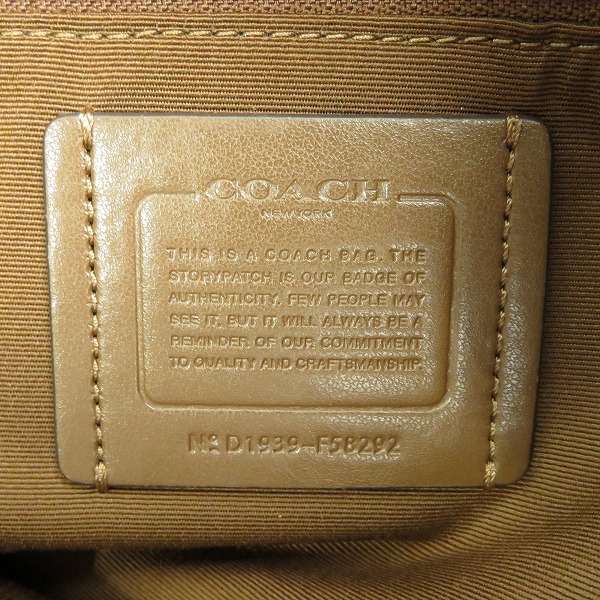 COACH
NEW YORK
THIS IS A COACH BAG. THE
STORYPATCH IS OUR BADGE OF
AUTHENTICITY. FEW PEOPLE MAY
SEE IT, BUT IT WILL ALWAYS BE A
REMINDER OF OUR COMMITMENT
TO QUALITY AND CRAFTSMANSHIP.
No D1939-F58292